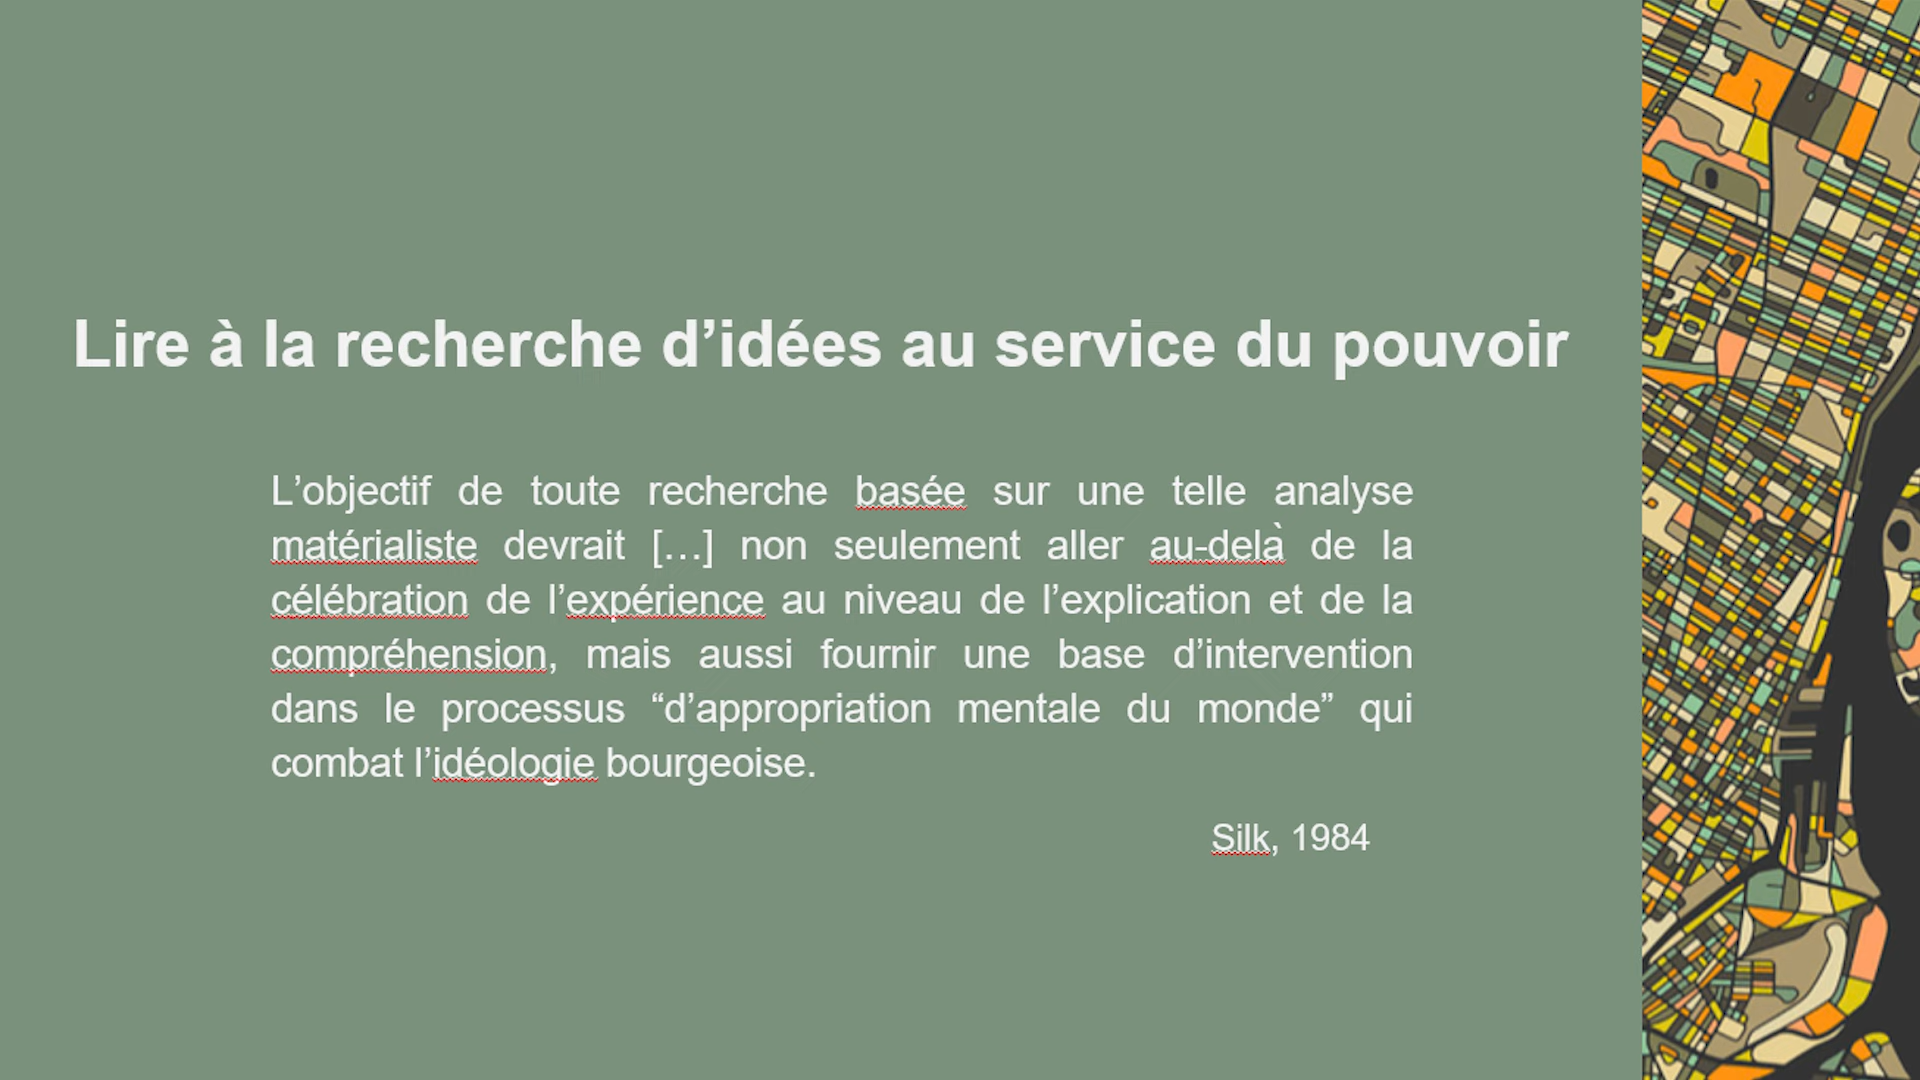 Lire à la recherche d’idées au service du pouvoir
L’objectif de toute recherche basée sur une telle analyse
matérialiste devrait […] non seulement aller au-delà de la
célébration de l’expérience au niveau de l’explication et de la
compréhension, mais aussi fournir une base d’intervention
dans le processus “d’appropriation mentale du monde” qui
combat l’idéologie bourgeoise.
Silk, 1984